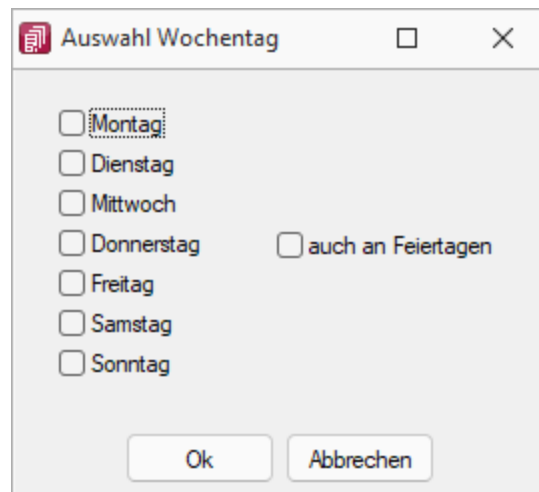 Auswahl Wochentag
Montag
Dienstag
Mittwoch
Donnerstag auch an Feiertagen
Freitag
Samstag
Sonntag
Ok Abbrechen